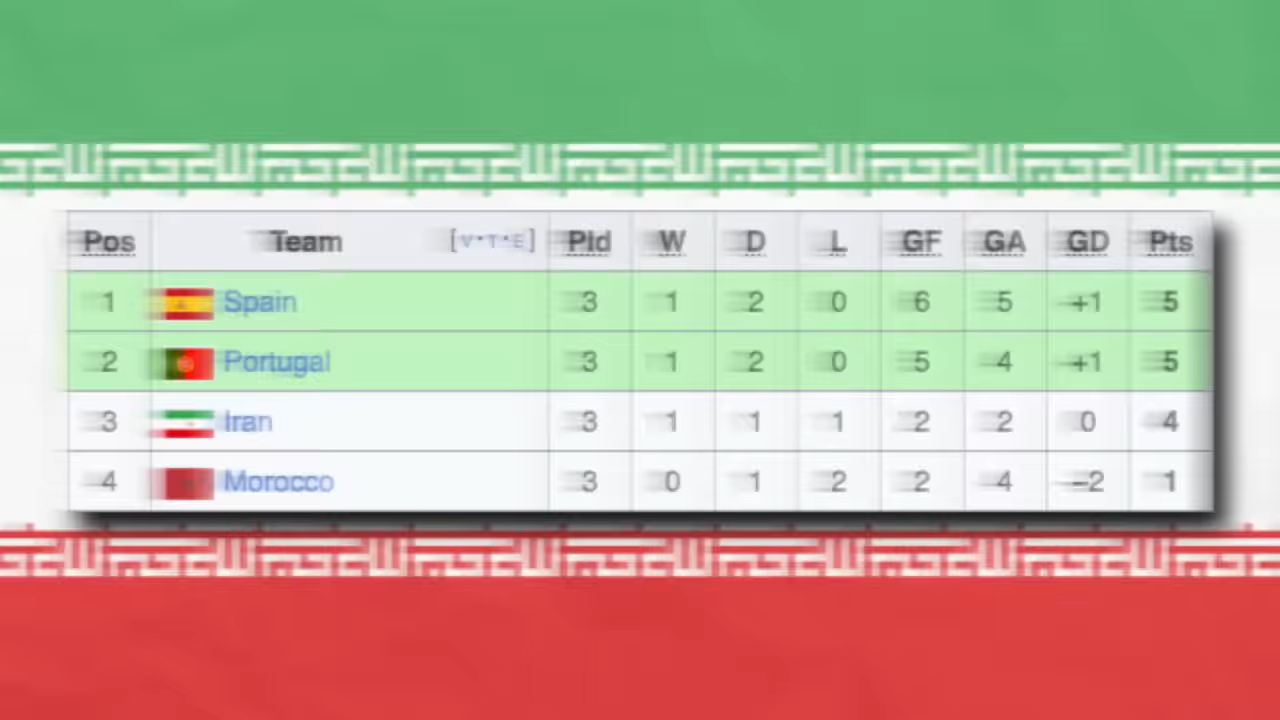 Pos Team [V·T·E] Pld W D L GF GA GD Pts
1 Spain 3 1 2 0 6 5 +1 5
2 Portugal 3 1 2 0 5 4 +1 5
3 Iran 3 1 1 1 2 2 0 4
4 Morocco 3 0 1 2 2 4 −2 1